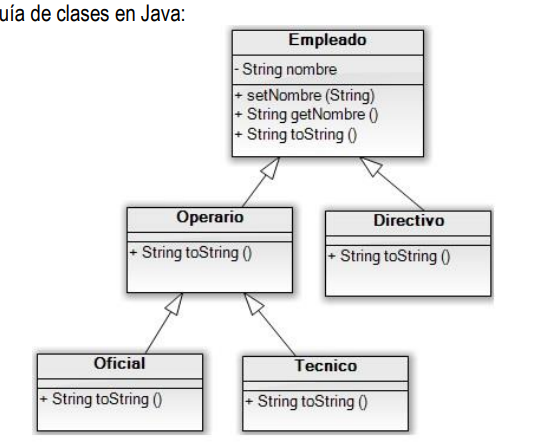 uía de clases en Java:
Empleado
- String nombre
+ setNombre (String)
+ String getNombre ()
+ String toString ()
Operario
+ String toString ()
Directivo
+ String toString ()
Oficial
+ String toString ()
Tecnico
+ String toString ()